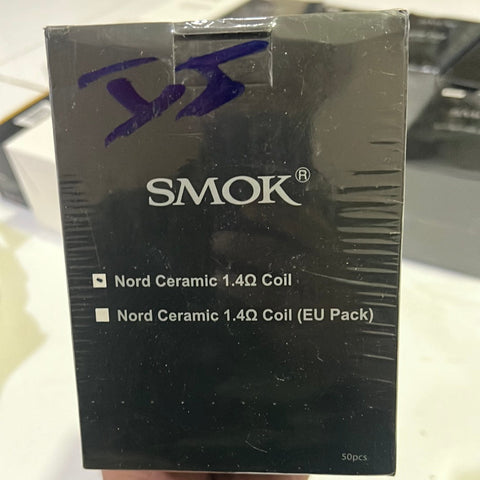 SMOK®
Nord Ceramic 1.4Ω Coil
Nord Ceramic 1.4Ω Coil (EU Pack)
50pcs